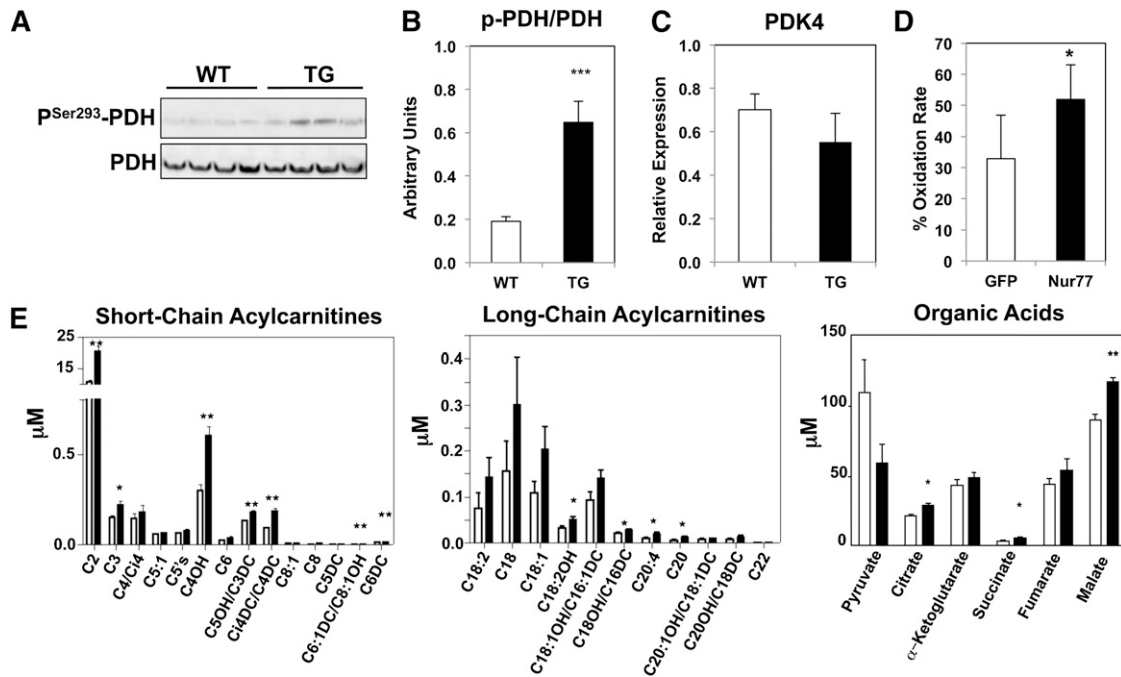 A
WT
TG
PSer293-PDH
PDH
B
p-PDH/PDH
Arbitrary Units
1.0
0.8
0.6
0.4
0.2
0.0
***
WT
TG
C
PDK4
Relative Expression
1.0
0.8
0.6
0.4
0.2
0.0
WT
TG
D
% Oxidation Rate
70
60
50
40
30
20
10
0
*
GFP
Nur77
E
Short-Chain Acylcarnitines
μM
25
15
5
0.5
0.0
**
*
**
**
**
**
**
C2
C3
C4/Ci4
C5:1
C5's
C4OH
C6
C5OH/C3DC
Ci4DC/C4DC
C8:1
C8
C5DC
C6:1DC/C8:1OH
C6DC
Long-Chain Acylcarnitines
μM
0.4
0.3
0.2
0.1
0.0
*
*
*
*
C18:2
C18
C18:1
C18:2OH
C18:1OH/C16:1DC
C18OH/C16DC
C20:4
C20
C20:1OH/C18:1DC
C20OH/C18DC
C22
Organic Acids
μM
150
100
50
0
*
*
**
Pyruvate
Citrate
α-Ketoglutarate
Succinate
Fumarate
Malate